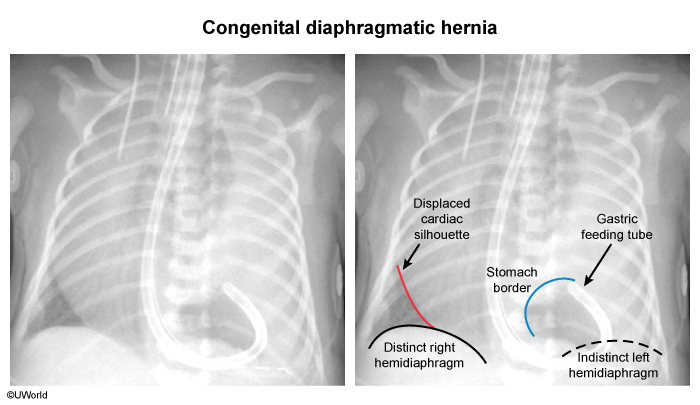 Congenital diaphragmatic hernia
Displaced
cardiac
silhouette
Gastric
feeding tube
Stomach
border
Distinct right
hemidiaphragm
Indistinct left
hemidiaphragm
©UWorld